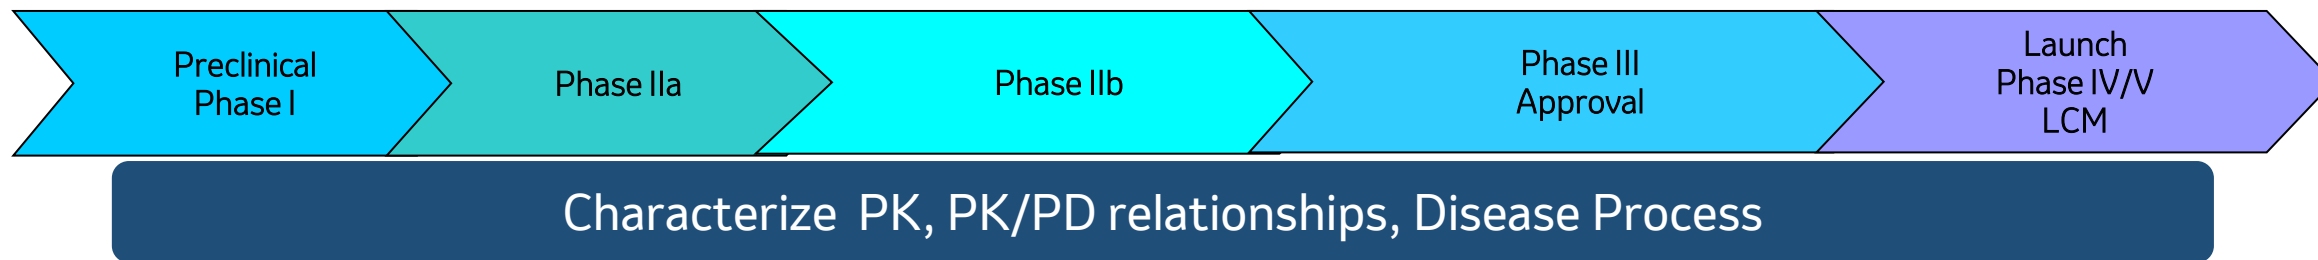 Preclinical
Phase I
Phase IIa
Phase IIb
Phase III
Approval
Launch
Phase IV/V
LCM
Characterize PK, PK/PD relationships, Disease Process